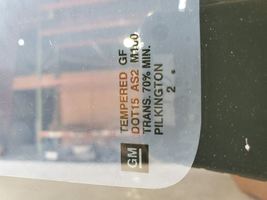 GM
TEMPERED GF
DOT15 AS2 M100
TRANS. 70% MIN.
PILKINGTON
2